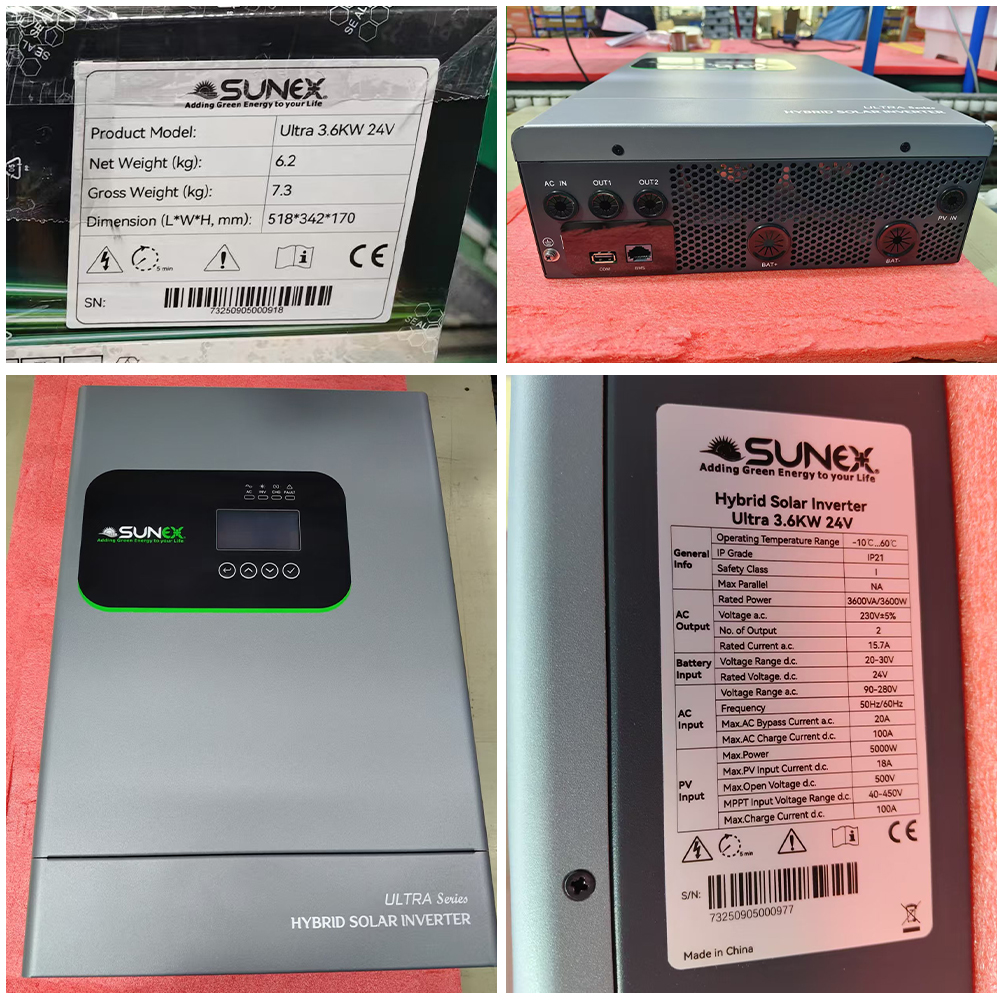 SEAL
SEAL
SUNEX
Adding Green Energy to your Life
Product Model: Ultra 3.6KW 24V
Net Weight (kg): 6.2
Gross Weight (kg): 7.3
Dimension (L*W*H, mm): 518*342*170
5 min
i
CE
SN:
73250905000918
SEAL
ULTRA Series
HYBRID SOLAR INVERTER
AC IN OUT1 OUT2
PV IN
COM BMS BAT+ BAT-
AC INV CHG FAULT
SUNEX
Adding Green Energy to your Life
ULTRA Series
HYBRID SOLAR INVERTER
SUNEX
Adding Green Energy to your Life
Hybrid Solar Inverter
Ultra 3.6KW 24V
General Info
Operating Temperature Range -10℃...60℃
IP Grade IP21
Safety Class I
Max Parallel NA
AC Output
Rated Power 3600VA/3600W
Voltage a.c. 230V±5%
No. of Output 2
Rated Current a.c. 15.7A
Battery Input
Voltage Range d.c. 20-30V
Rated Voltage. d.c. 24V
AC Input
Voltage Range a.c. 90-280V
Frequency 50Hz/60Hz
Max.AC Bypass Current a.c. 20A
Max.AC Charge Current d.c. 100A
PV Input
Max.Power 5000W
Max.PV Input Current d.c. 18A
Max.Open Voltage d.c. 500V
MPPT Input Voltage Range d.c. 40-450V
Max.Charge Current d.c. 100A
5 min
i
CE
S/N:
73250905000977
Made in China